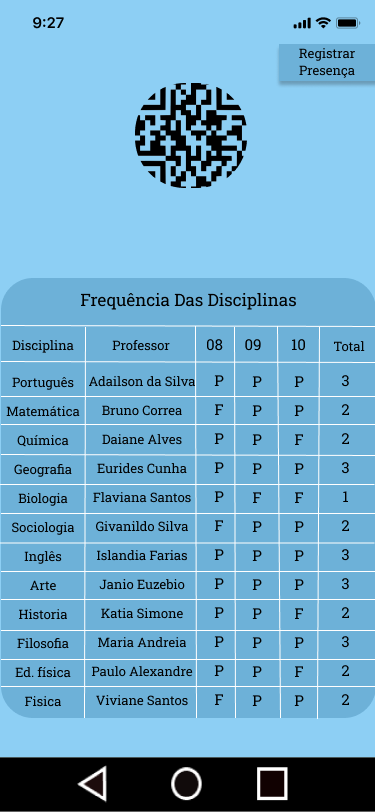 9:27
Registrar
Presença
Frequência Das Disciplinas
Disciplina Professor 08 09 10 Total
Português Adailson da Silva P P P 3
Matemática Bruno Correa F P P 2
Química Daiane Alves P P F 2
Geografia Eurides Cunha P P P 3
Biologia Flaviana Santos P F F 1
Sociologia Givanildo Silva F P P 2
Inglês Islandia Farias P P P 3
Arte Janio Euzebio P P P 3
Historia Katia Simone P P F 2
Filosofia Maria Andreia P P P 3
Ed. física Paulo Alexandre P P F 2
Fisica Viviane Santos F P P 2